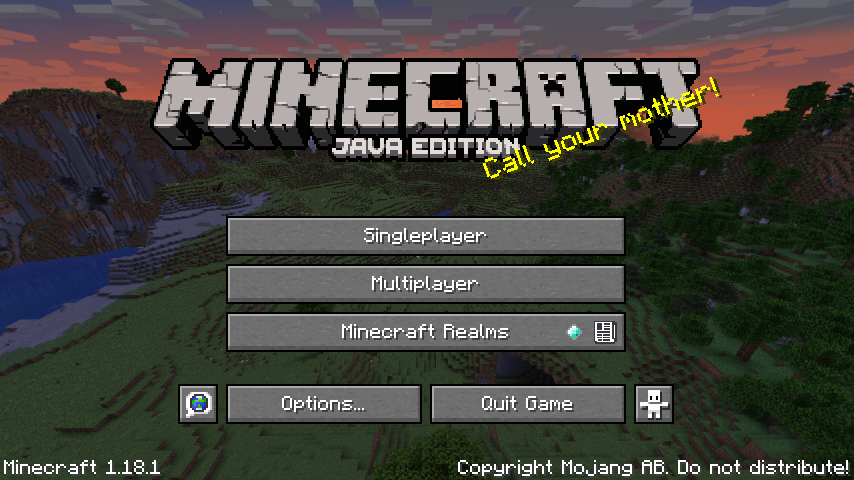 MINECRAFT
JAVA EDITION
Call your mother!
Singleplayer
Multiplayer
Minecraft Realms
Options...
Quit Game
Minecraft 1.18.1
Copyright Mojang AB. Do not distribute!